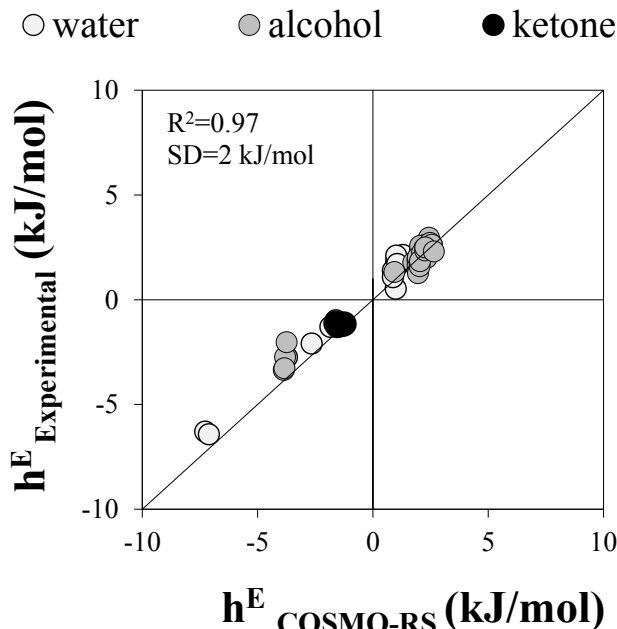 water alcohol ketone
10
R²=0.97
SD=2 kJ/mol
5
0
-5
-10
-10 -5 0 5 10
h^E Experimental (kJ/mol)
h^E COSMO-RS (kJ/mol)